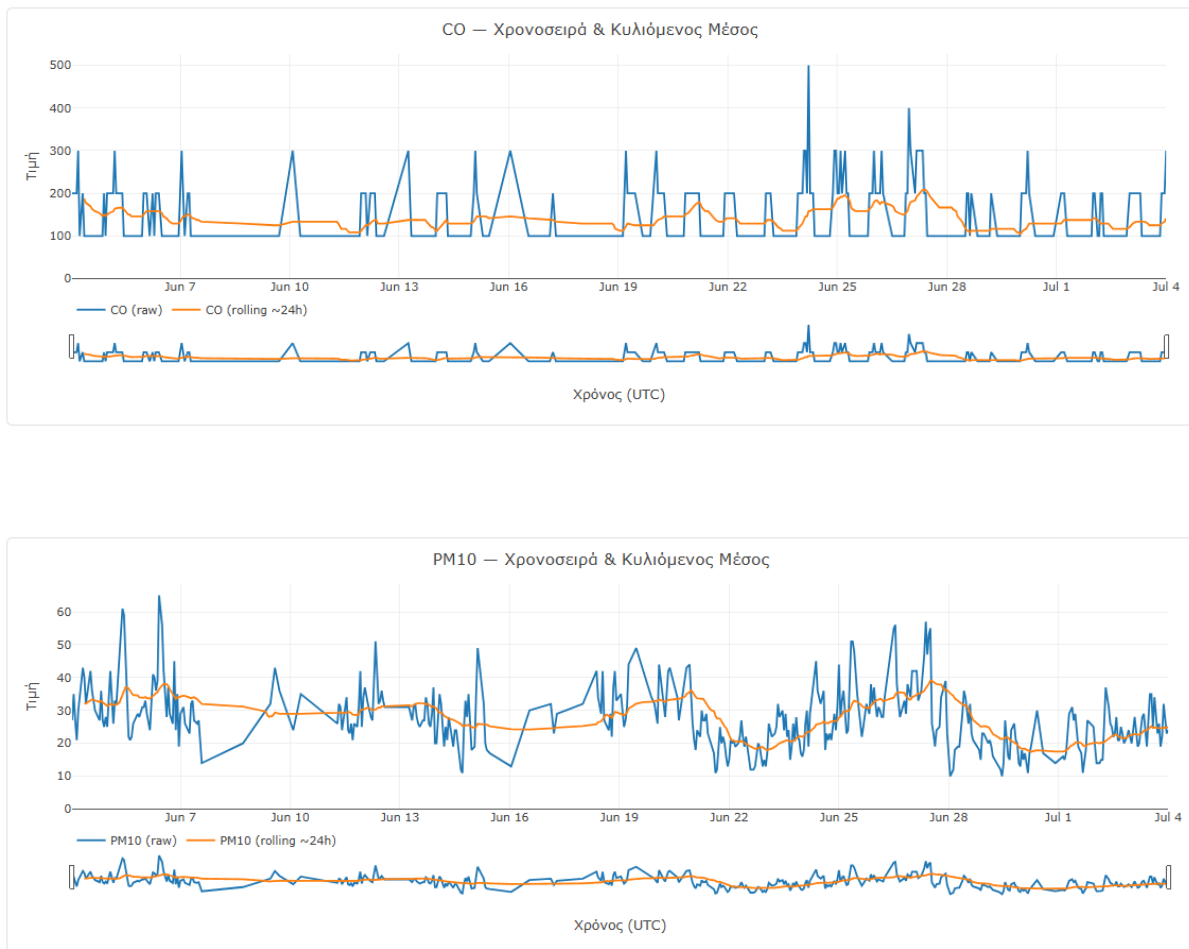 CO — Χρονοσειρά & Κυλιόμενος Μέσος
500
400
300
200
100
0
Τιμή
Jun 7 Jun 10 Jun 13 Jun 16 Jun 19 Jun 22 Jun 25 Jun 28 Jul 1 Jul 4
CO (raw) CO (rolling ~24h)
Χρόνος (UTC)
PM10 — Χρονοσειρά & Κυλιόμενος Μέσος
60
50
40
30
20
10
0
Τιμή
Jun 7 Jun 10 Jun 13 Jun 16 Jun 19 Jun 22 Jun 25 Jun 28 Jul 1 Jul 4
PM10 (raw) PM10 (rolling ~24h)
Χρόνος (UTC)